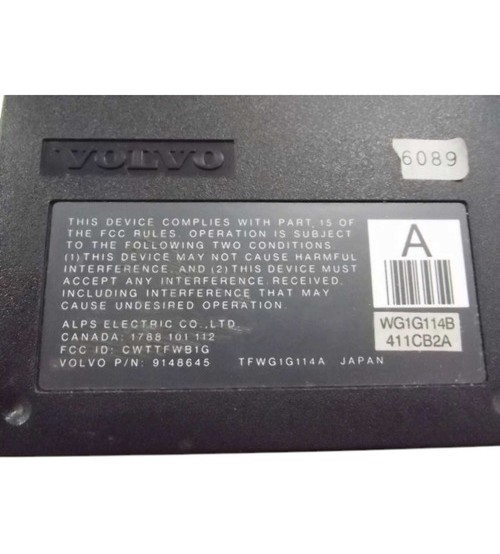 VOLVO
6089
THIS DEVICE COMPLIES WITH PART 15 OF
THE FCC RULES. OPERATION IS SUBJECT
TO THE FOLLOWING TWO CONDITIONS.
(1) THIS DEVICE MAY NOT CAUSE HARMFUL
INTERFERENCE, AND (2) THIS DEVICE MUST
ACCEPT ANY INTERFERENCE RECEIVED,
INCLUDING INTERFERENCE THAT MAY
CAUSE UNDESIRED OPERATION.
ALPS ELECTRIC CO.,LTD.
CANADA: 1788 101 112
FCC ID: CWTTFWB1G
VOLVO P/N: 9148645 TFWG1G114A JAPAN
A
WG1G114B
411CB2A